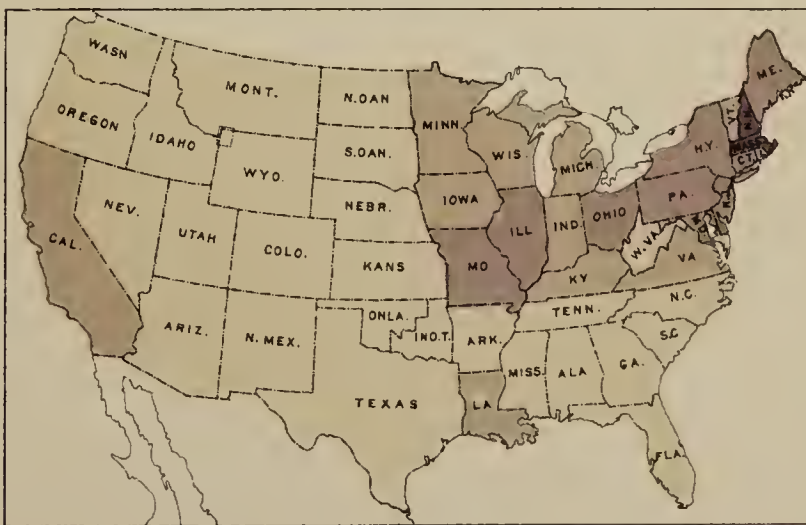 WASN
MONT.
N.DAN
MINN.
ME.
OREGON
IDAHO
S.DAN.
WIS.
MICH.
N.Y.
VT.
N.H.
MASS.
CT.
WYO.
NEBR.
IOWA
PA.
NEV.
UTAH
COLO.
ILL
IND.
OHIO
W.VA.
VA
CAL.
KANS
MO
KY
N.C.
ARIZ.
N. MEX.
OHLA.
IND.T.
ARK.
TENN.
S.C
TEXAS
LA
MISS.
ALA
GA.
FLA.